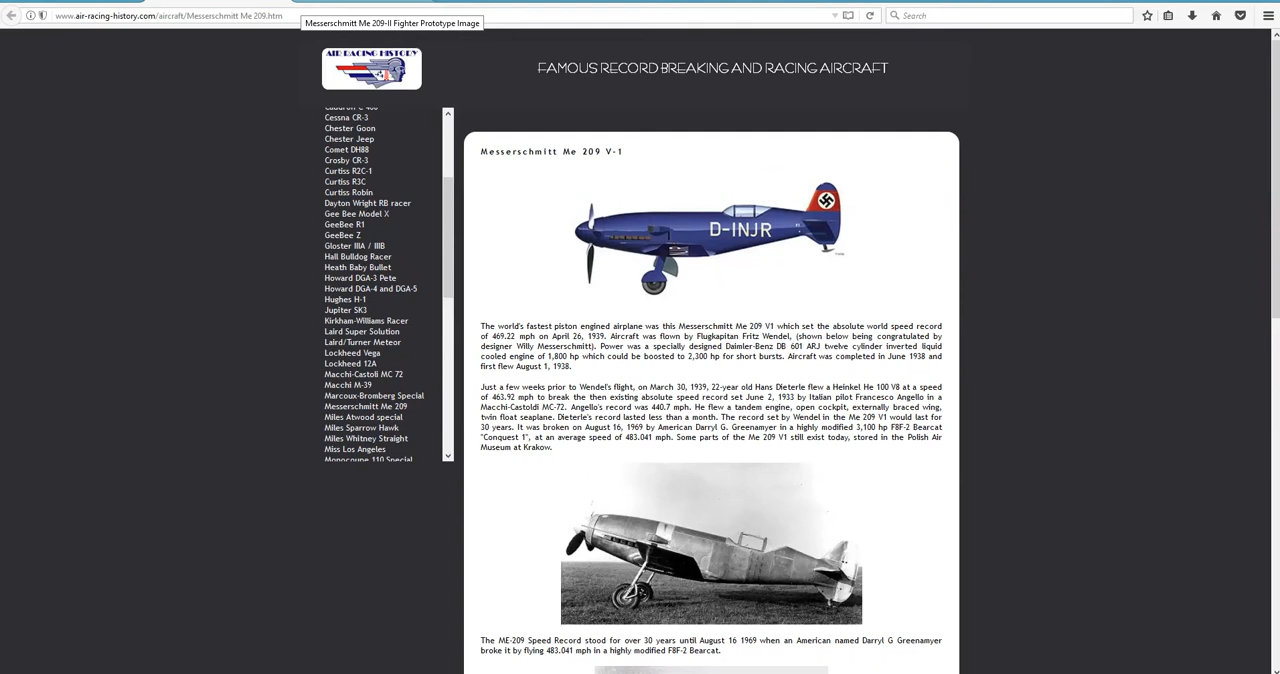 www.air-racing-history.com/aircraft/Messerschmitt Me 209.htm
Search
Messerschmitt Me 209-II Fighter Prototype Image
AIR RACING HISTORY
FAMOUS RECORD BREAKING AND RACING AIRCRAFT
Cessna CR-3
Chester Goon
Chester Jeep
Comet DH88
Crosby CR-3
Curtiss R2C-1
Curtiss R3C
Curtiss Robin
Dayton Wright RB racer
Gee Bee Model X
GeeBee R1
GeeBee Z
Gloster IIIA / IIIB
Hall Bulldog Racer
Heath Baby Bullet
Howard DGA-3 Pete
Howard DGA-4 and DGA-5
Hughes H-1
Jupiter SK3
Kirkham-Williams Racer
Laird Super Solution
Laird/Turner Meteor
Lockheed Vega
Lockheed 12A
Macchi-Castoli MC 72
Macchi M-39
Marcoux-Bromberg Special
Messerschmitt Me 209
Miles Atwood special
Miles Sparrow Hawk
Miles Whitney Straight
Miss Los Angeles
Monocoupe 110 Special
Messerschmitt Me 209 V-1
D-INJR
The world's fastest piston engined airplane was this Messerschmitt Me 209 V1 which set the absolute world speed record
of 469.22 mph on April 26, 1939. Aircraft was flown by Flugkapitan Fritz Wendel, (shown below being congratulated by
designer Willy Messerschmitt). Power was a specially designed Daimler-Benz DB 601 ARJ twelve cylinder inverted liquid
cooled engine of 1,800 hp which could be boosted to 2,300 hp for short bursts. Aircraft was completed in June 1938 and
first flew August 1, 1938.
Just a few weeks prior to Wendel's flight, on March 30, 1939, 22-year old Hans Dieterle flew a Heinkel He 100 V8 at a speed
of 463.92 mph to break the then existing absolute speed record set June 2, 1933 by Italian pilot Francesco Angello in a
Macchi-Castoldi MC-72. Angello's record was 440.7 mph. He flew a tandem engine, open cockpit, externally braced wing,
twin float seaplane. Dieterle's record lasted less than a month. The record set by Wendel in the Me 209 V1 would last for
30 years. It was broken on August 16, 1969 by American Darryl G. Greenamyer in a highly modified 3,100 hp F8F-2 Bearcat
"Conquest 1", at an average speed of 483.041 mph. Some parts of the Me 209 V1 still exist today, stored in the Polish Air
Museum at Krakow.
The ME-209 Speed Record stood for over 30 years until August 16 1969 when an American named Darryl G Greenamyer
broke it by flying 483.041 mph in a highly modified F8F-2 Bearcat.